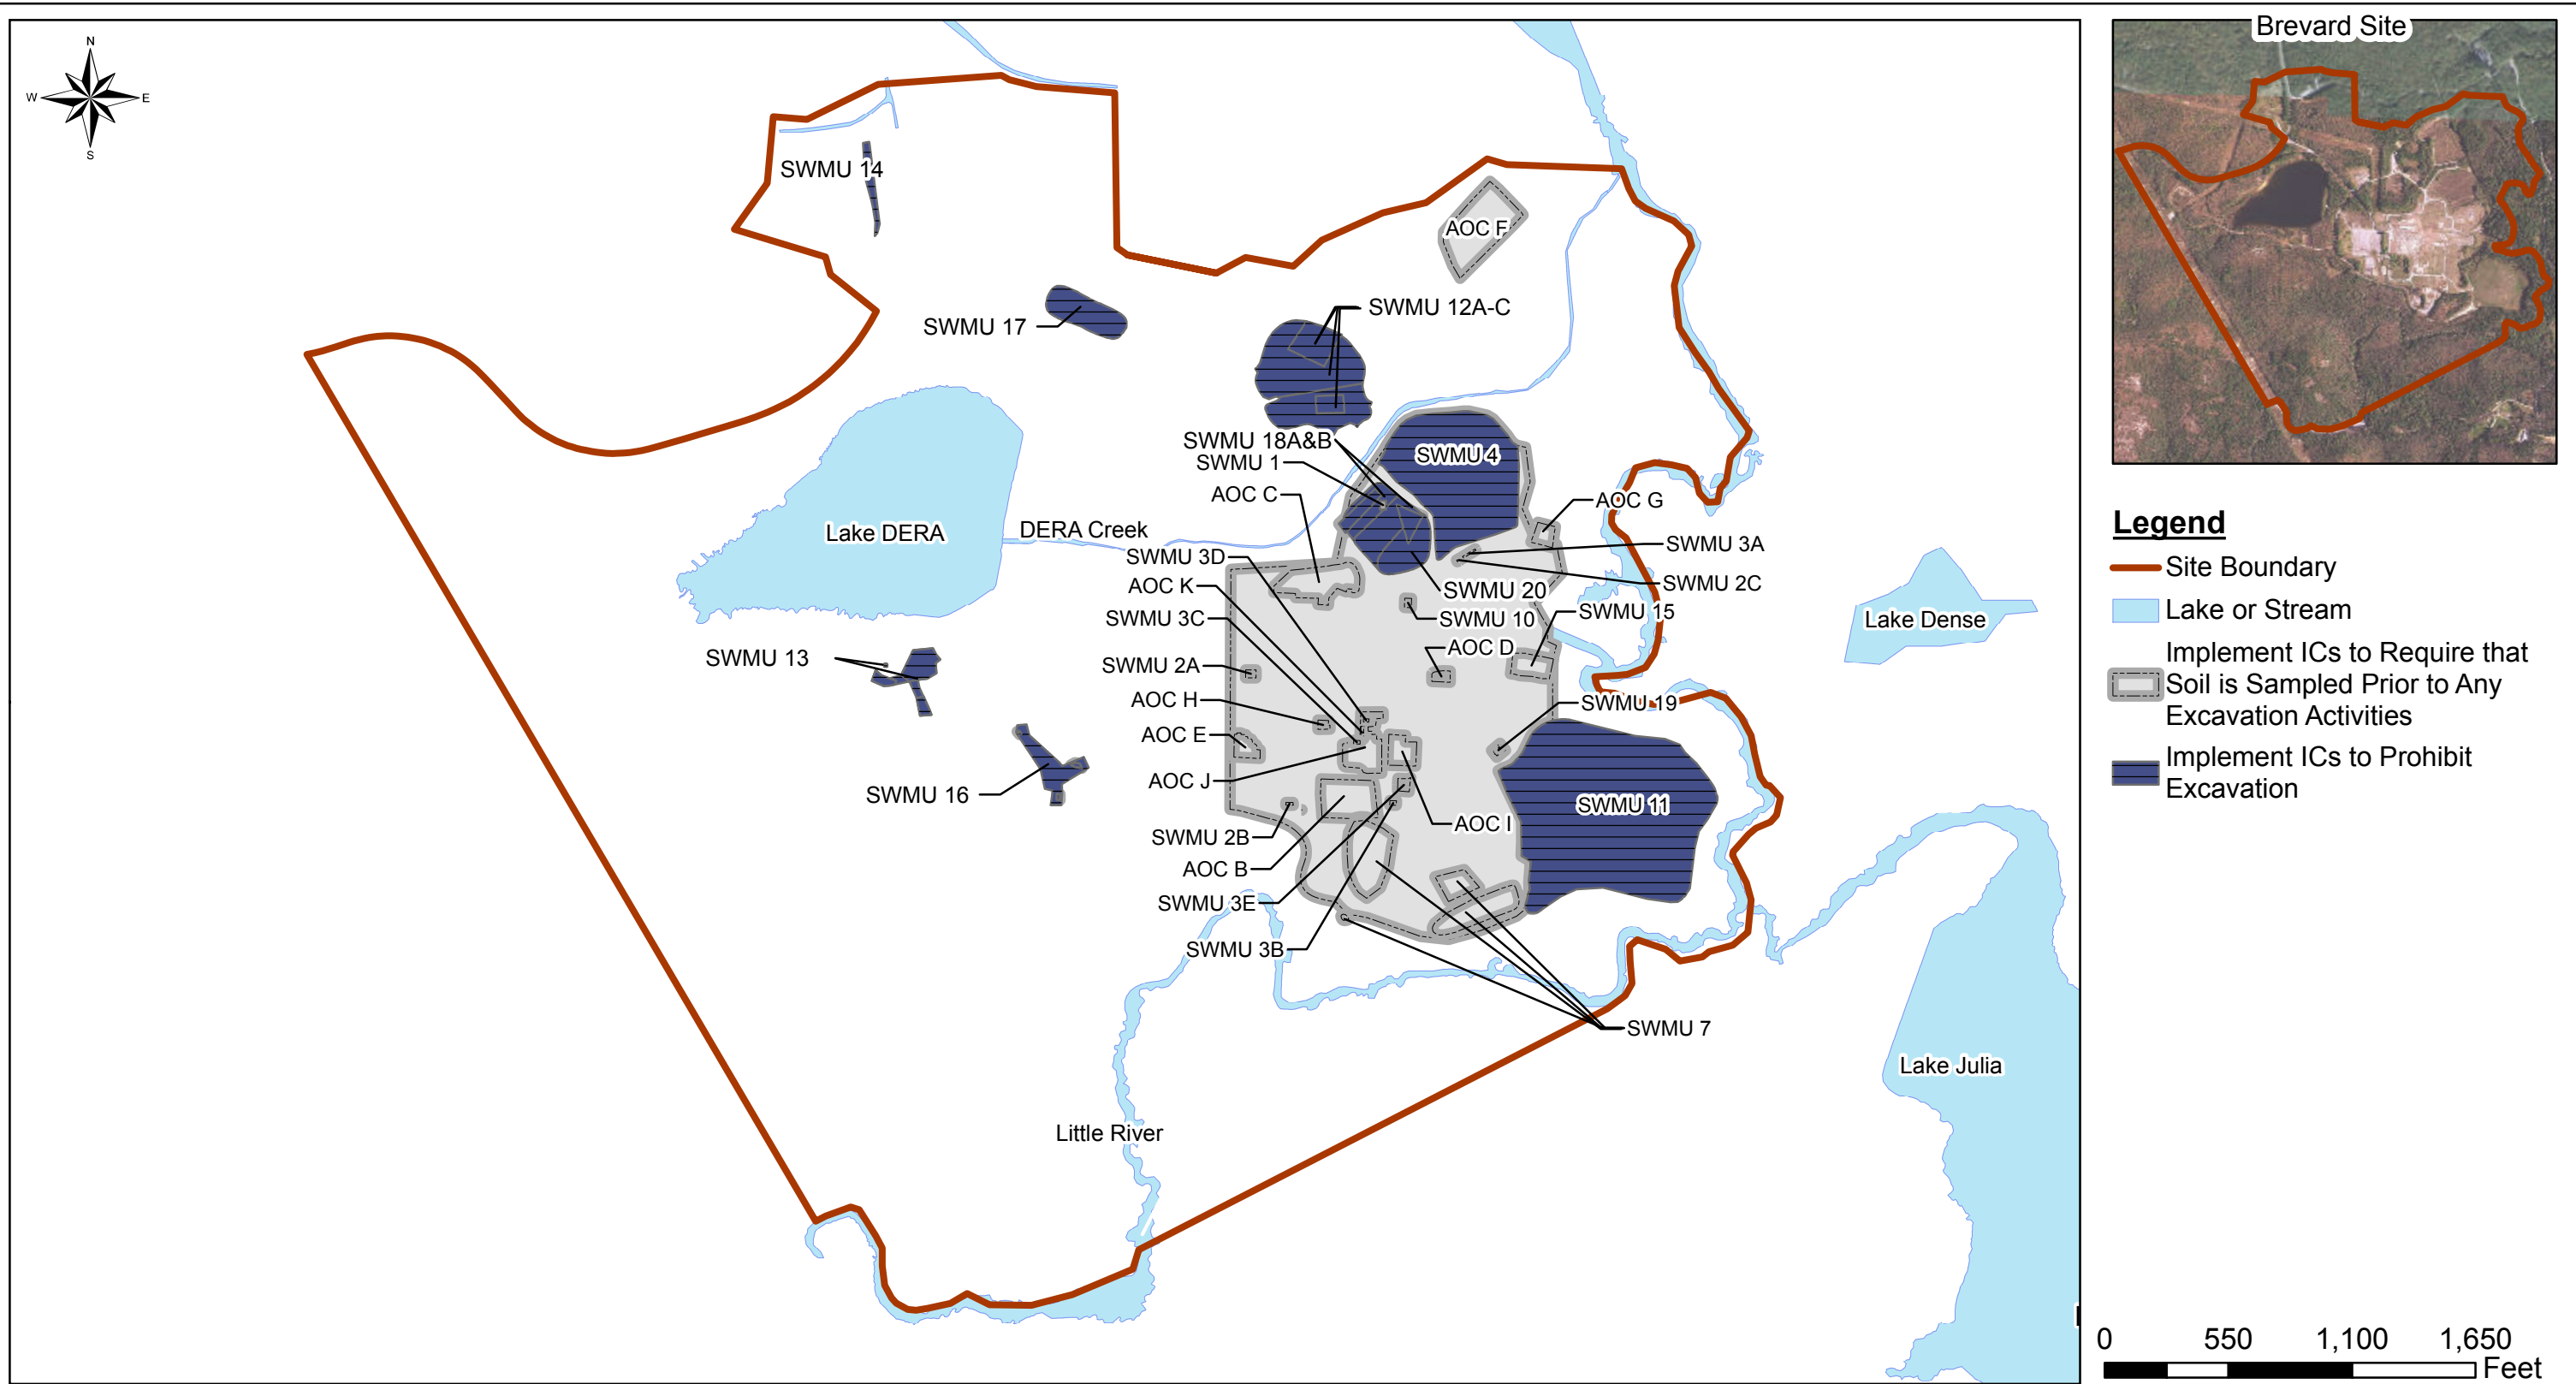 N
W
E
S
SWMU 14
AOC F
SWMU 17
SWMU 12A-C
SWMU 18A&B
SWMU 1
SWMU 4
AOC C
AOC G
Lake DERA
DERA Creek
SWMU 3D
SWMU 3A
AOC K
SWMU 2C
SWMU 20
SWMU 3C
SWMU 10
SWMU 15
Lake Dense
AOC D
SWMU 13
SWMU 2A
AOC H
SWMU 19
AOC E
AOC J
SWMU 16
SWMU 11
AOC I
SWMU 2B
AOC B
SWMU 3E
SWMU 3B
SWMU 7
Lake Julia
Little River
Brevard Site
Legend
Site Boundary
Lake or Stream
Implement ICs to Require that
Soil is Sampled Prior to Any
Excavation Activities
Implement ICs to Prohibit
Excavation
0 550 1,100 1,650
Feet